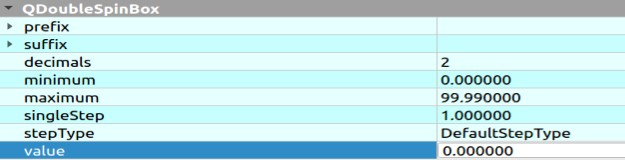 QDoubleSpinBox
prefix
suffix
decimals 2
minimum 0.000000
maximum 99.990000
singleStep 1.000000
stepType DefaultStepType
value 0.000000